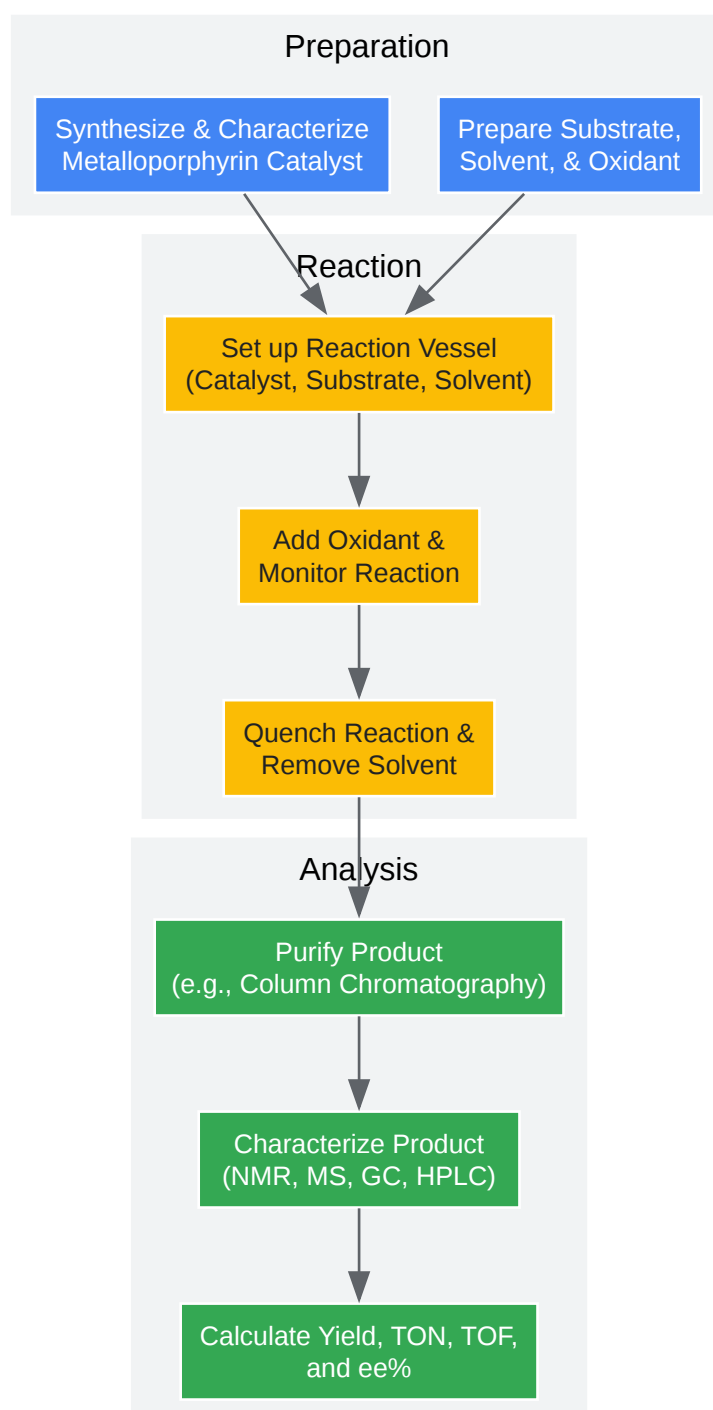 Preparation
Synthesize & Characterize
Metalloporphyrin Catalyst
Prepare Substrate,
Solvent, & Oxidant
Reaction
Set up Reaction Vessel
(Catalyst, Substrate, Solvent)
Add Oxidant &
Monitor Reaction
Quench Reaction &
Remove Solvent
Analysis
Purify Product
(e.g., Column Chromatography)
Characterize Product
(NMR, MS, GC, HPLC)
Calculate Yield, TON, TOF,
and ee%